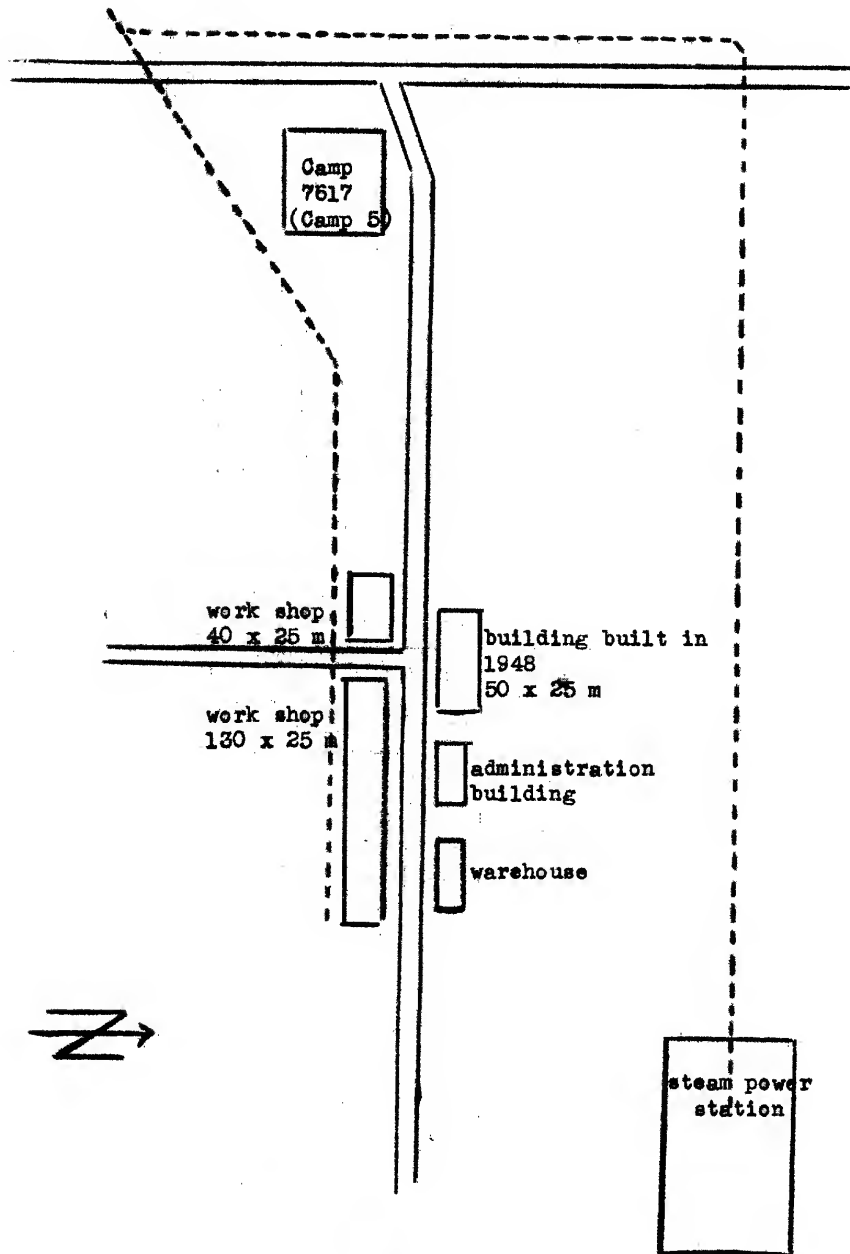 Camp
7617
(Camp 5)
work shop
40 x 25 m
building built in
1948
50 x 25 m
work shop
130 x 25 m
administration
building
warehouse
N
steam power
station